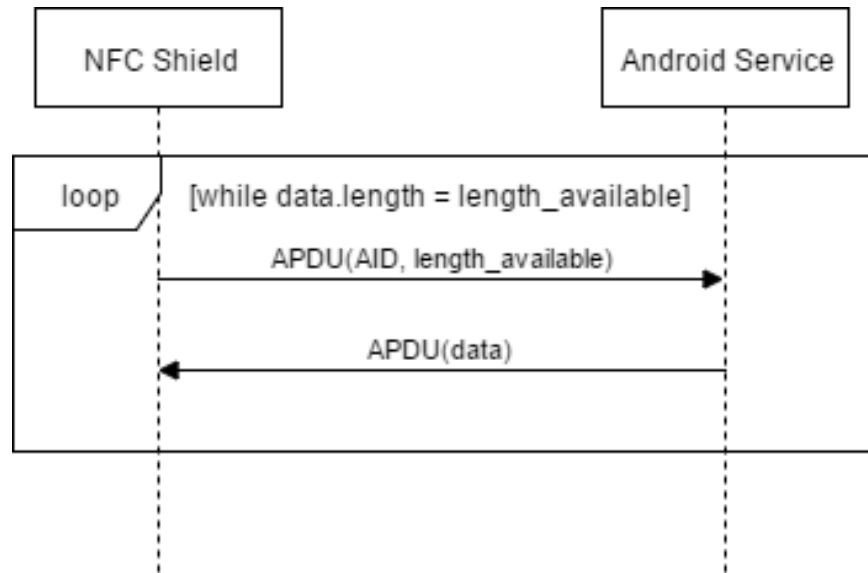 NFC Shield
Android Service
loop
[while data.length = length_available]
APDU(AID, length_available)
APDU(data)